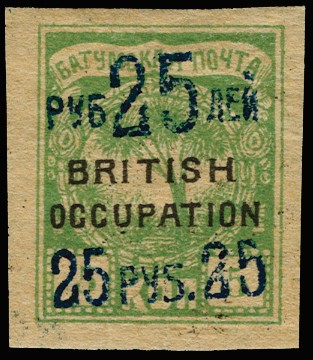 БАТУМСКАЯ ПОЧТА
РУБ 25 ЛЕЙ
BRITISH
OCCUPATION
25 РУБ. 25